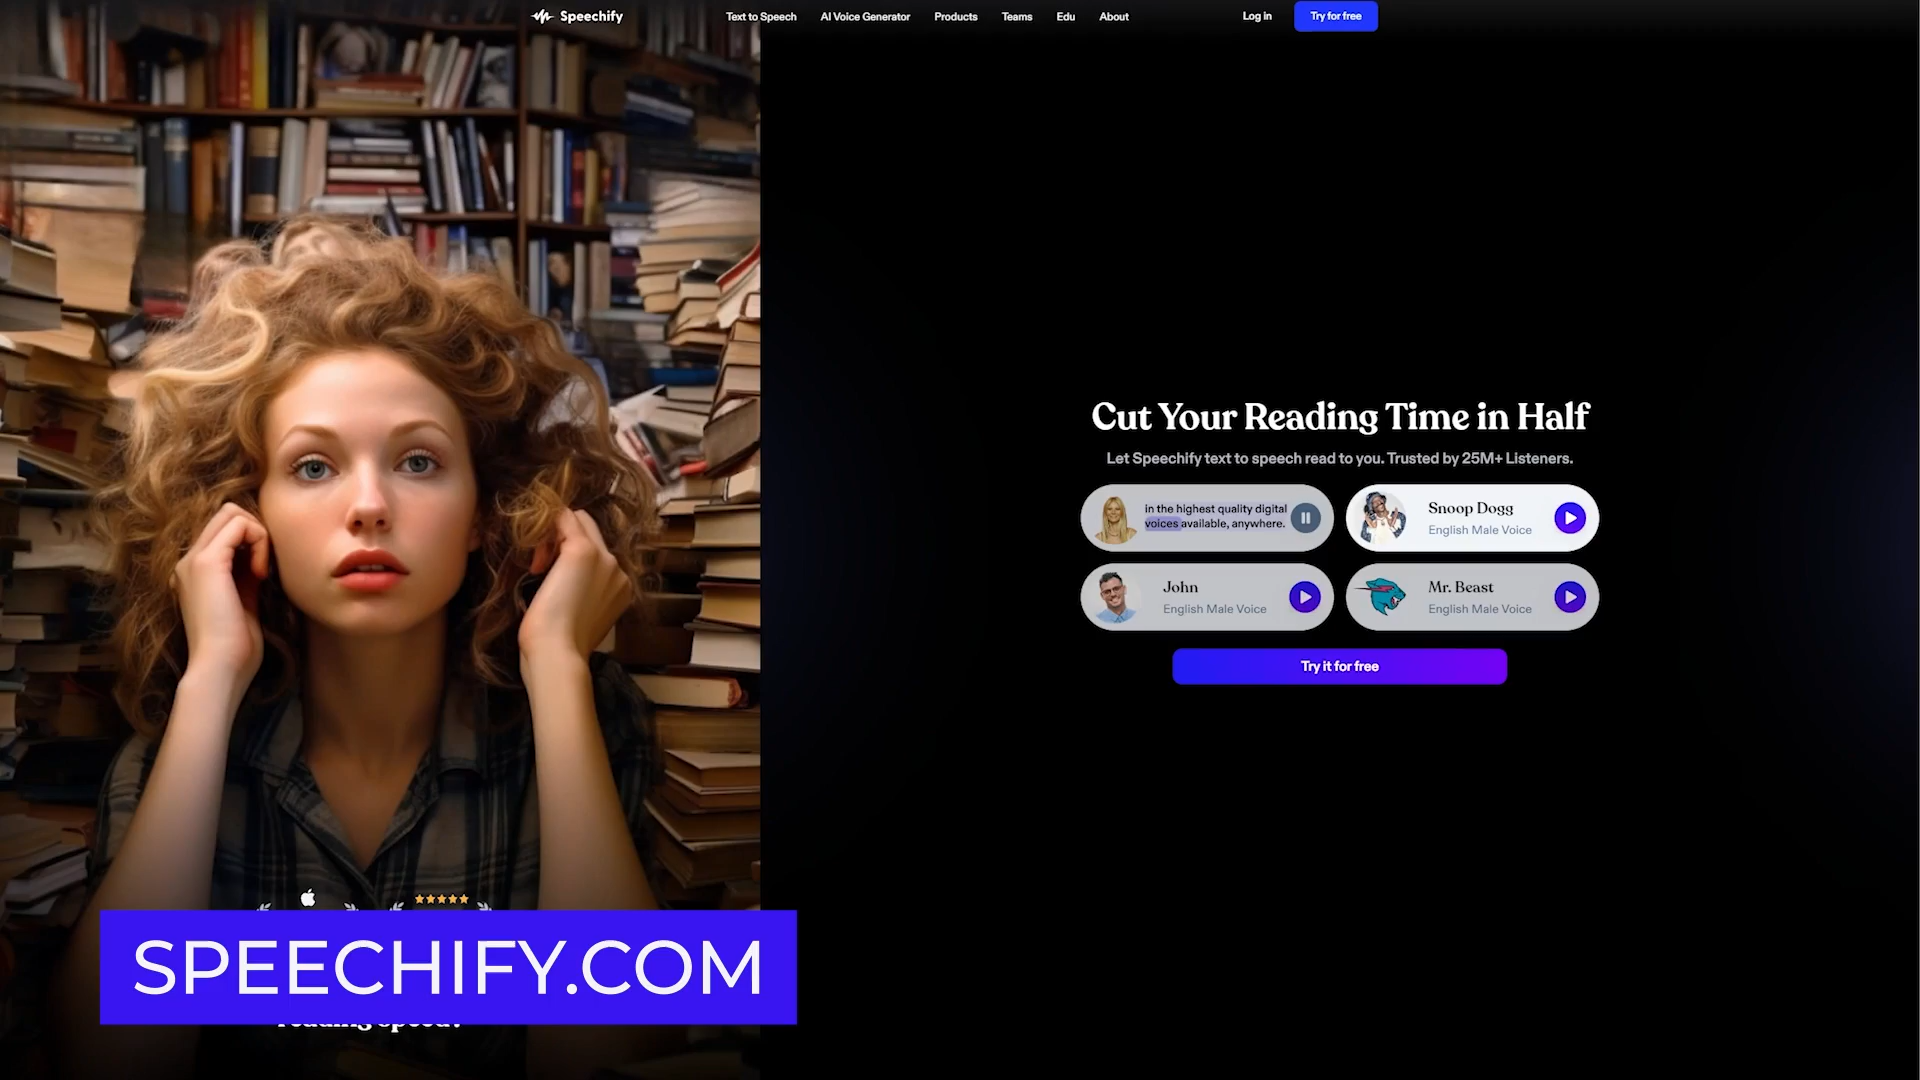 Speechify
Text to Speech
AI Voice Generator
Products
Teams
Edu
About
Log in
Try for free
Cut Your Reading Time in Half
Let Speechify text to speech read to you. Trusted by 25M+ Listeners.
in the highest quality digital
voices available, anywhere.
Snoop Dogg
English Male Voice
John
English Male Voice
Mr. Beast
English Male Voice
Try it for free
SPEECHIFY.COM
reading speed?